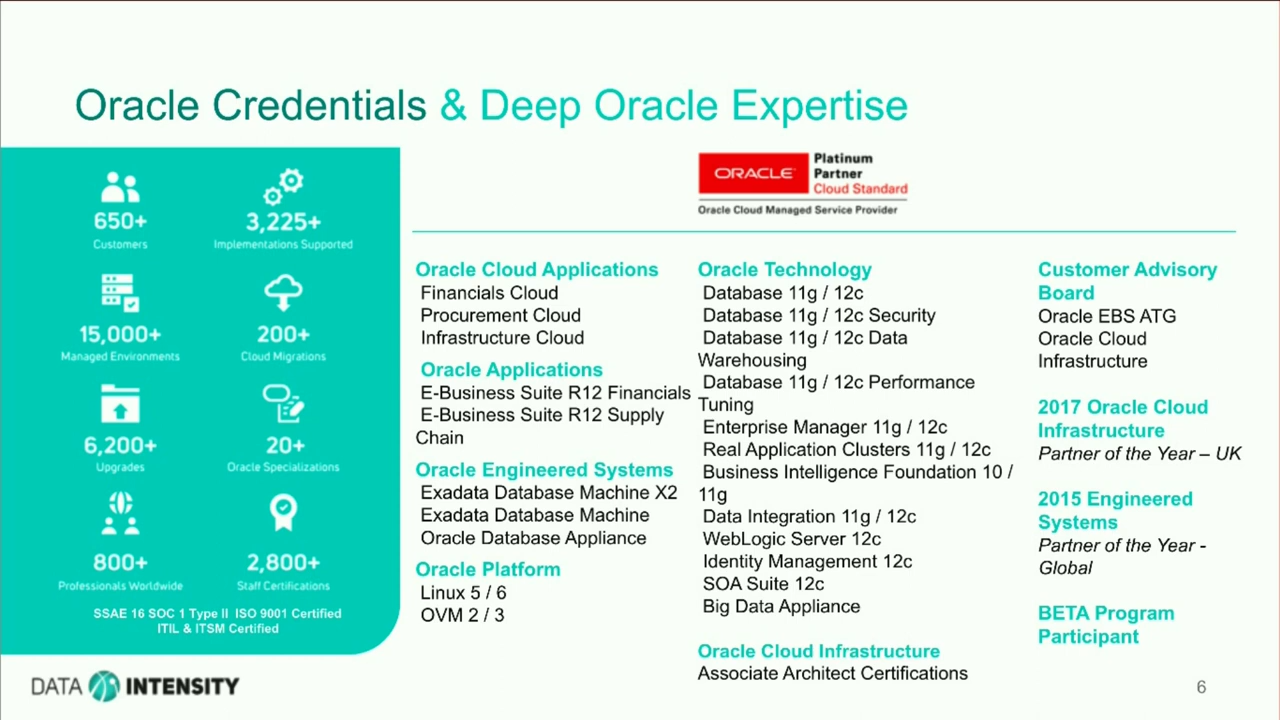 Oracle Credentials & Deep Oracle Expertise
650+
Customers
3,225+
Implementations Supported
15,000+
Managed Environments
200+
Cloud Migrations
6,200+
Upgrades
20+
Oracle Specializations
800+
Professionals Worldwide
2,800+
Staff Certifications
SSAE 16 SOC 1 Type II ISO 9001 Certified
ITIL & ITSM Certified
ORACLE
Platinum
Partner
Cloud Standard
Oracle Cloud Managed Service Provider
Oracle Cloud Applications
Financials Cloud
Procurement Cloud
Infrastructure Cloud
Oracle Applications
E-Business Suite R12 Financials
E-Business Suite R12 Supply
Chain
Oracle Engineered Systems
Exadata Database Machine X2
Exadata Database Machine
Oracle Database Appliance
Oracle Platform
Linux 5 / 6
OVM 2 / 3
Oracle Technology
Database 11g / 12c
Database 11g / 12c Security
Database 11g / 12c Data
Warehousing
Database 11g / 12c Performance
Tuning
Enterprise Manager 11g / 12c
Real Application Clusters 11g / 12c
Business Intelligence Foundation 10 /
11g
Data Integration 11g / 12c
WebLogic Server 12c
Identity Management 12c
SOA Suite 12c
Big Data Appliance
Oracle Cloud Infrastructure
Associate Architect Certifications
Customer Advisory
Board
Oracle EBS ATG
Oracle Cloud
Infrastructure
2017 Oracle Cloud
Infrastructure
Partner of the Year – UK
2015 Engineered
Systems
Partner of the Year -
Global
BETA Program
Participant
DATA INTENSITY
6